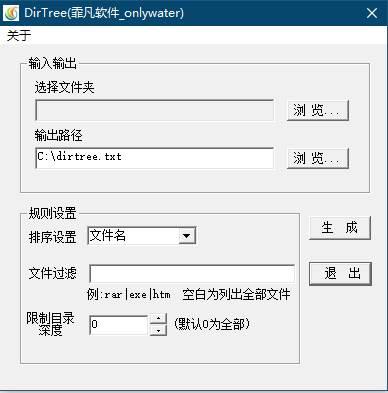 DirTree(霏凡软件_onlywater)
关于
输入输出
选择文件夹
浏 览...
输出路径
C:\dirtree.txt
浏 览...
规则设置
排序设置 文件名
生 成
文件过滤
退 出
例:rar|exe|htm 空白为列出全部文件
限制目录
深度
0
(默认0为全部)